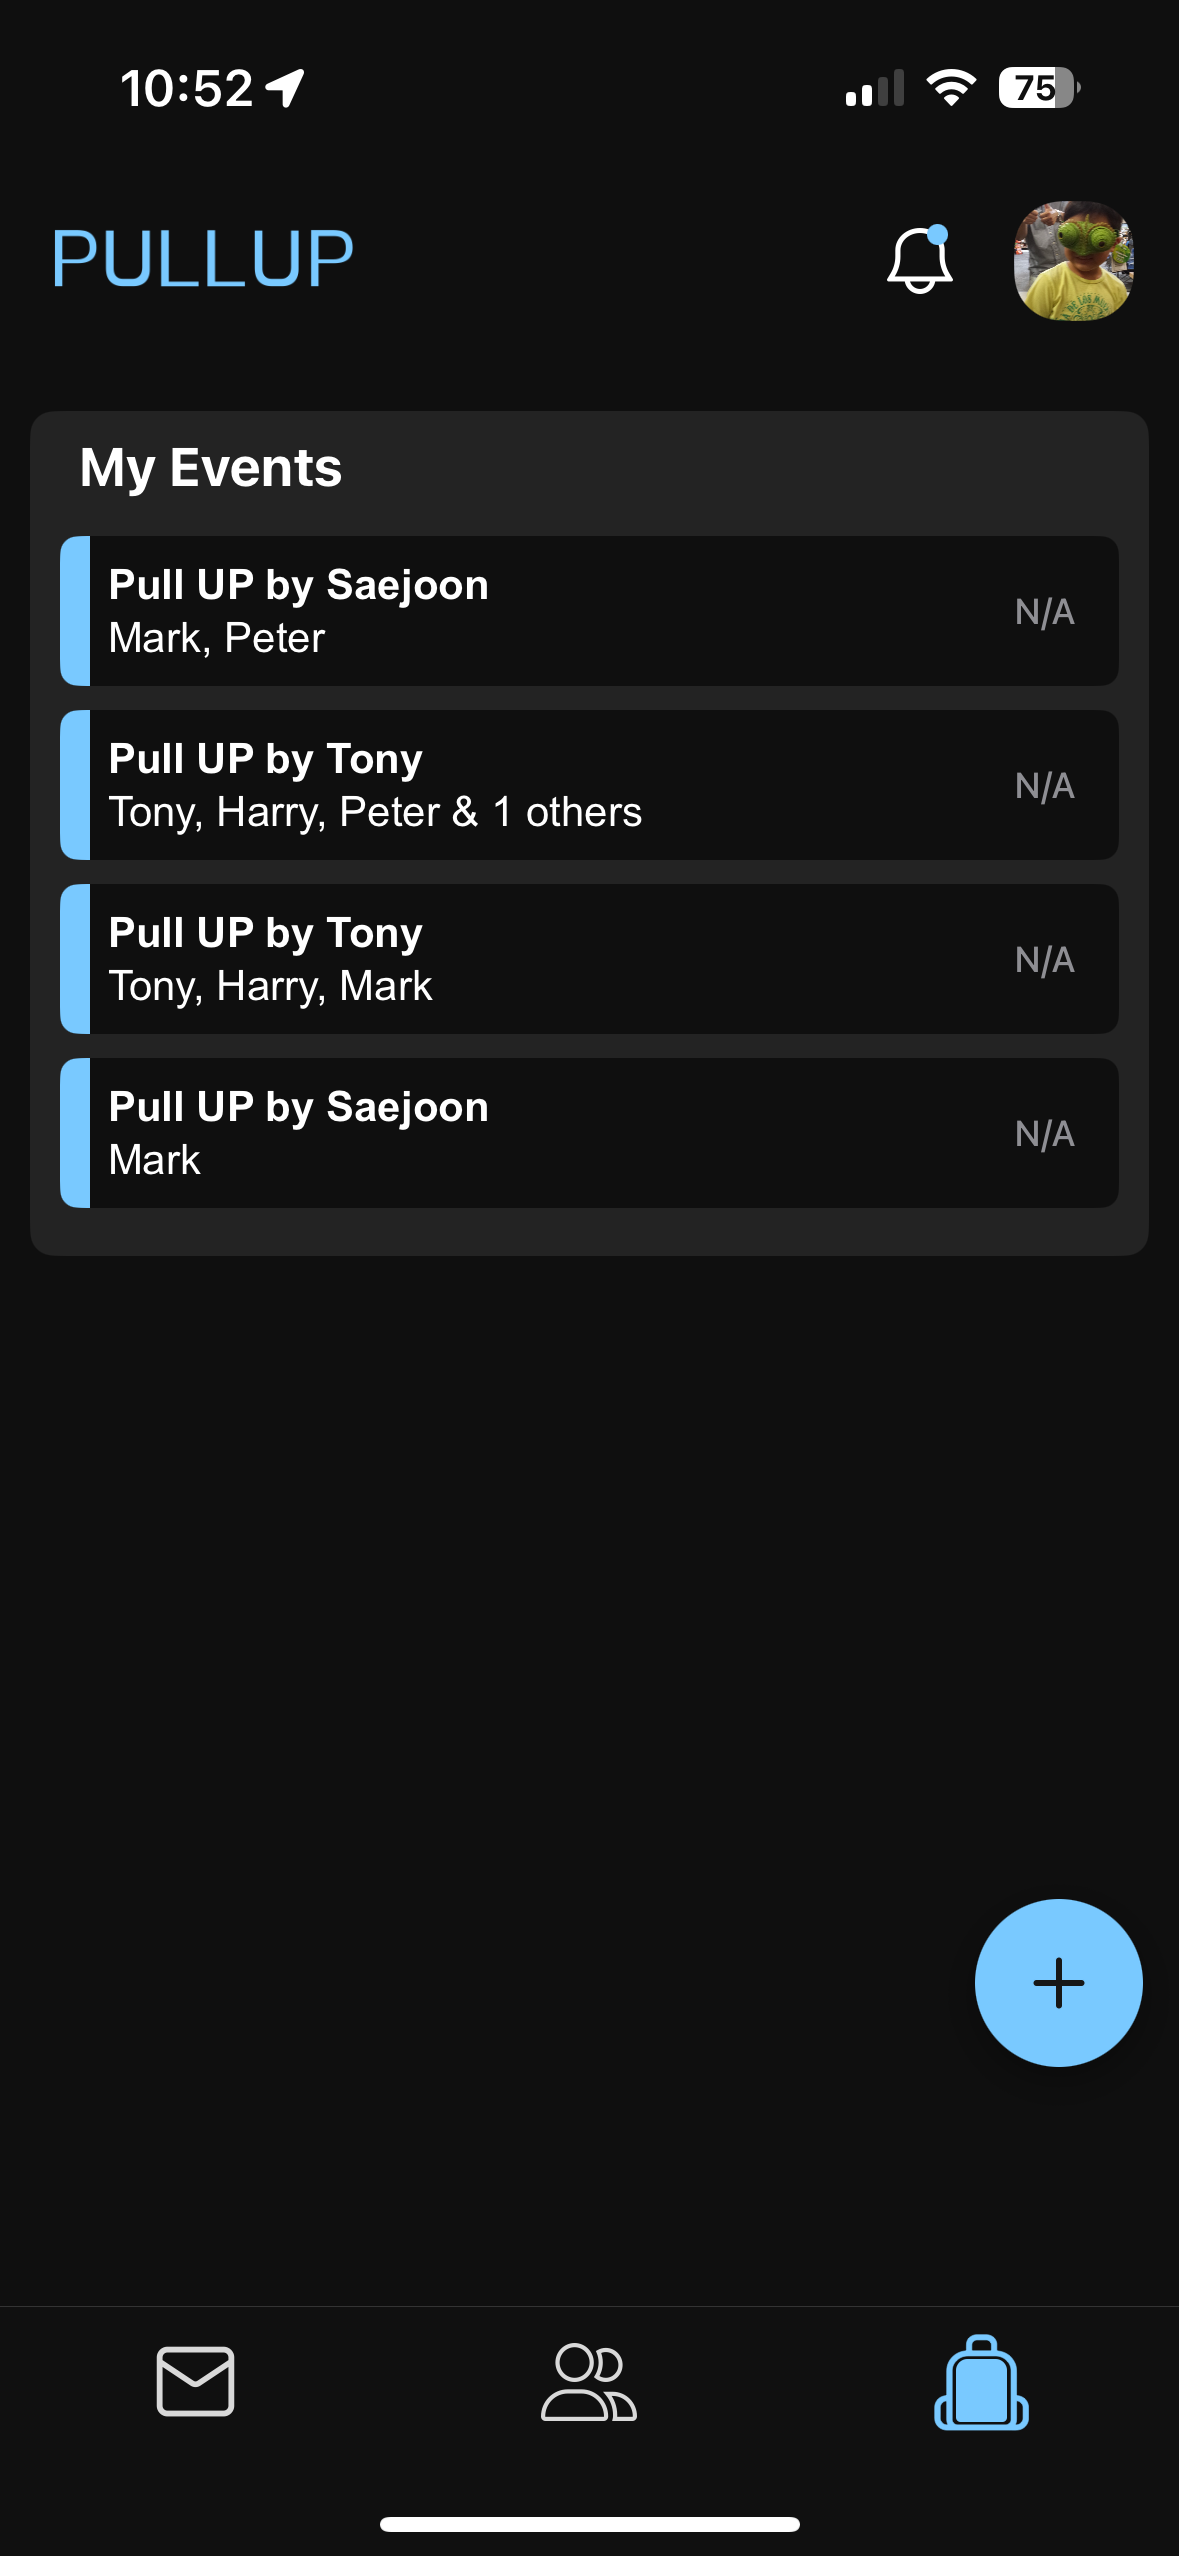 10:52
75
PULLUP
My Events
Pull UP by Saejoon
Mark, Peter
N/A
Pull UP by Tony
Tony, Harry, Peter & 1 others
N/A
Pull UP by Tony
Tony, Harry, Mark
N/A
Pull UP by Saejoon
Mark
N/A